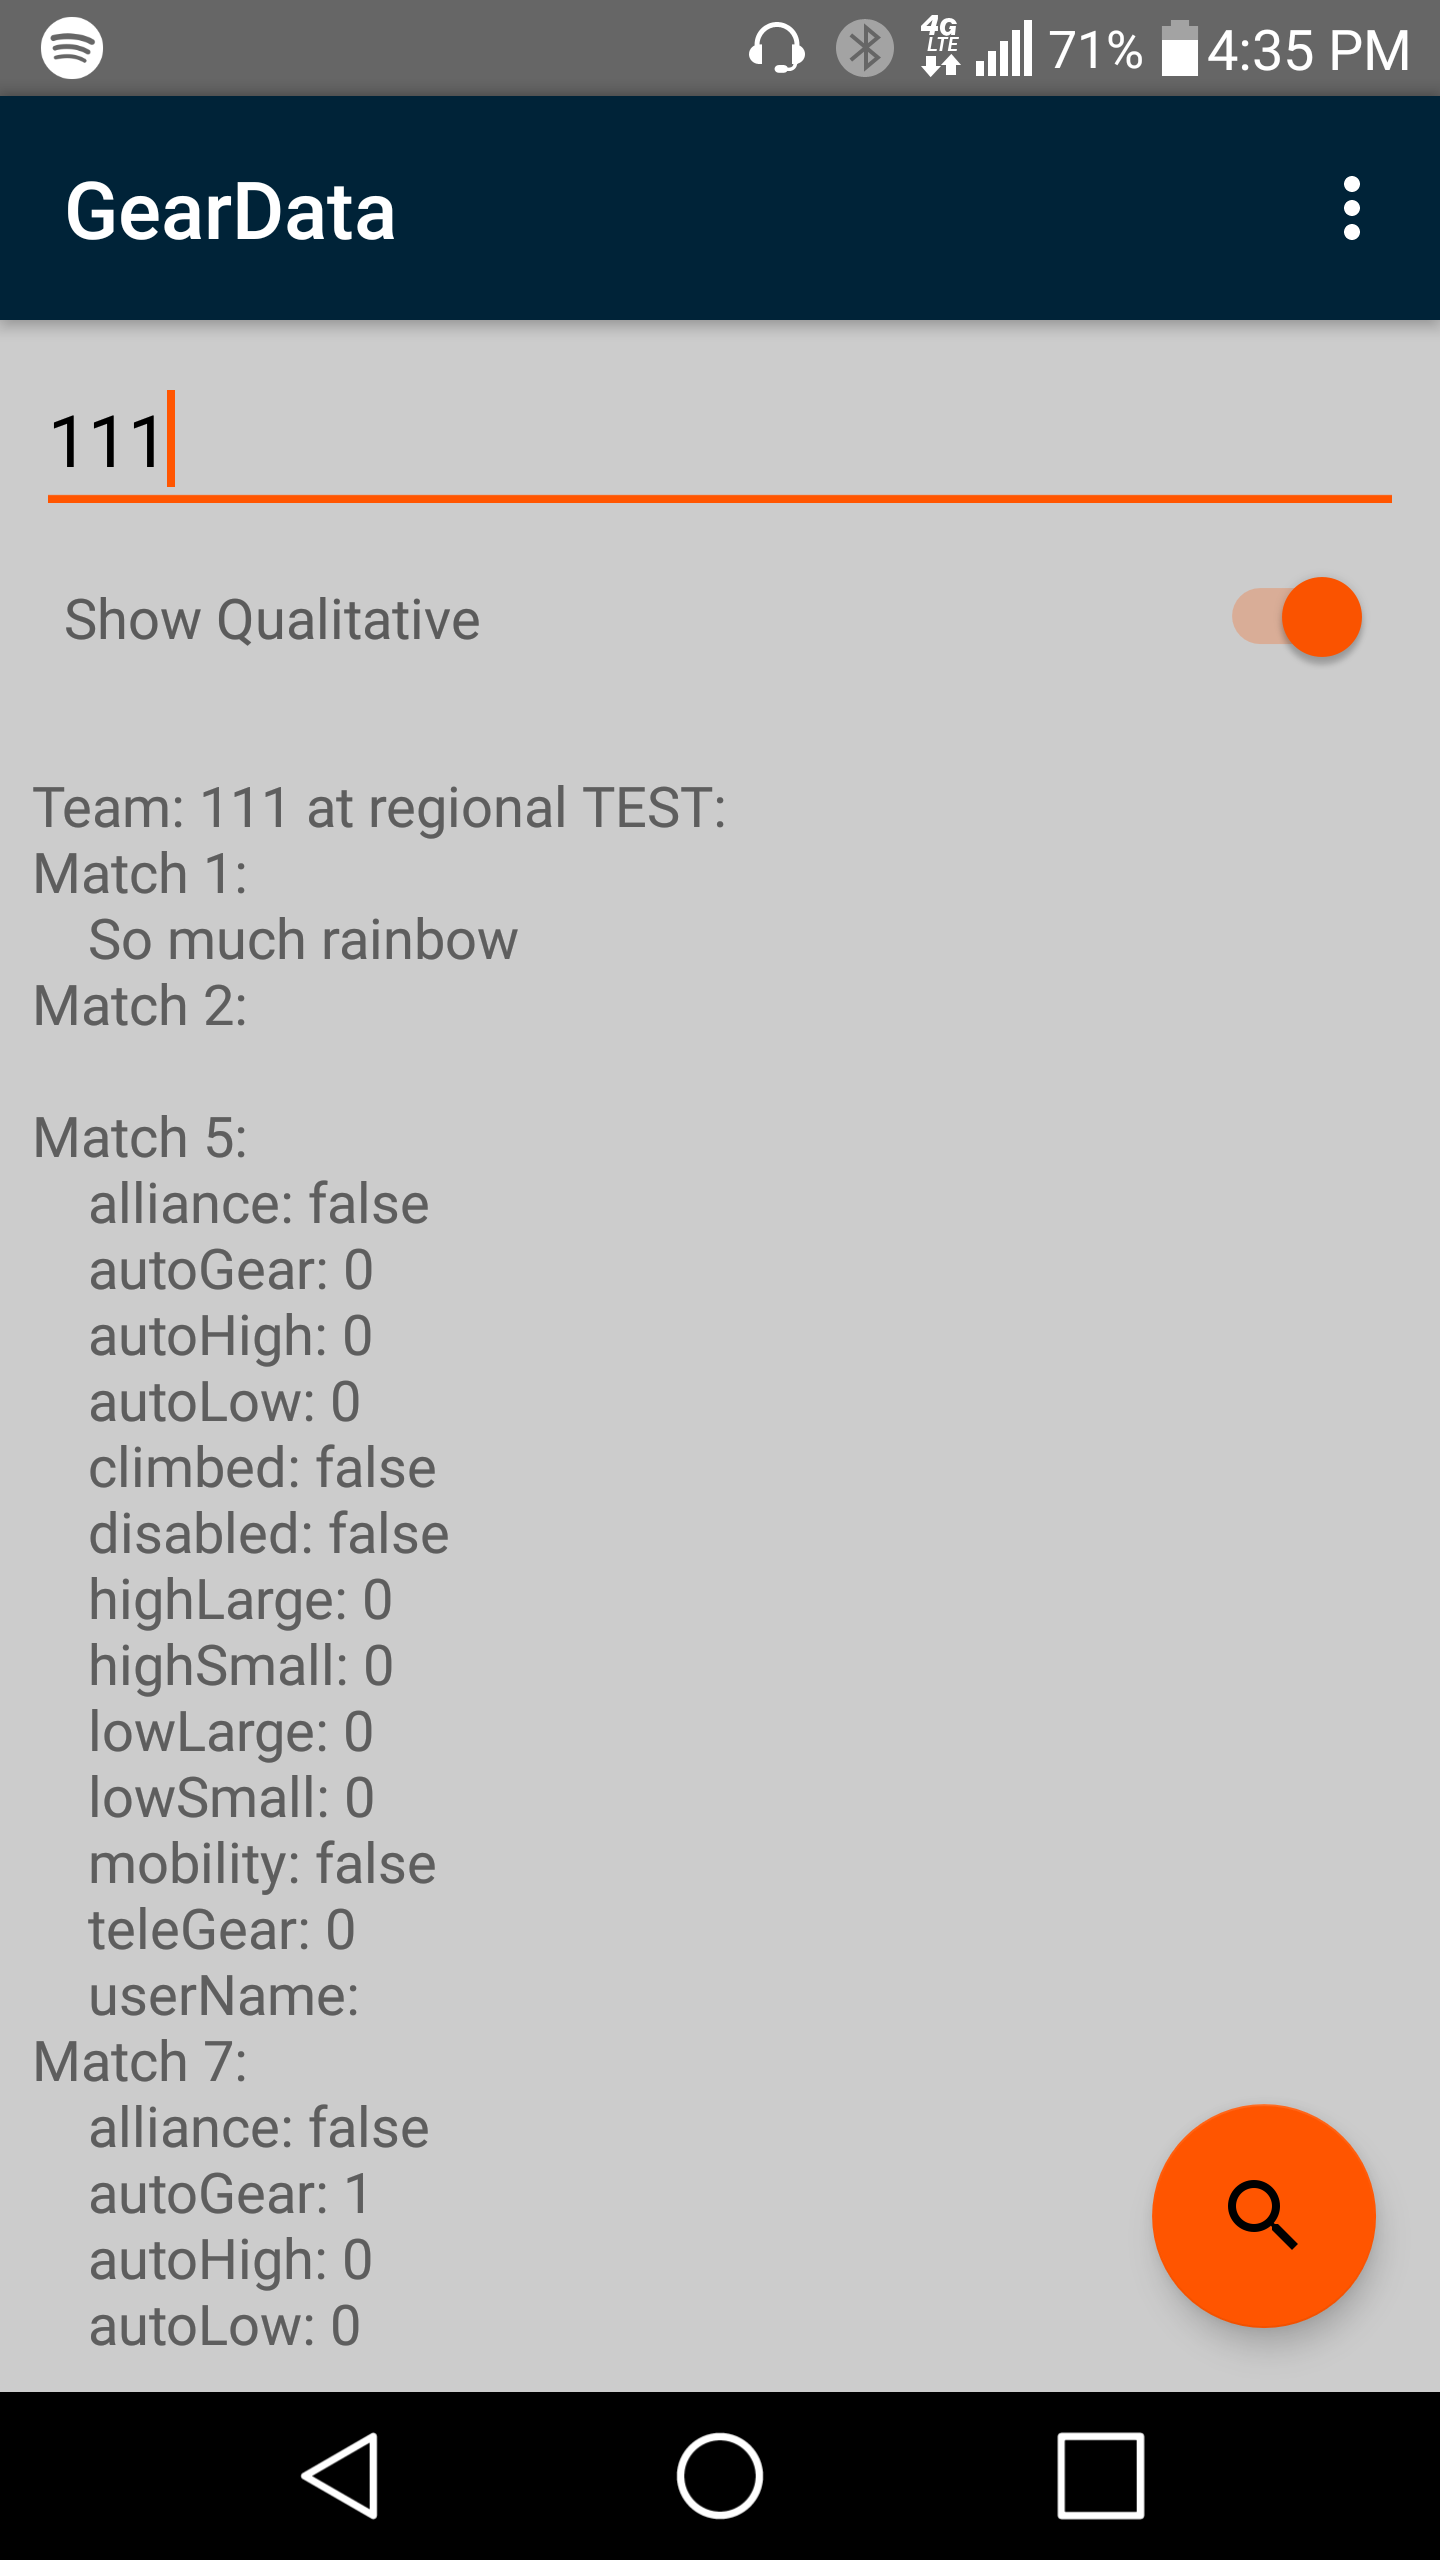 4G LTE 71% 4:35 PM
GearData
111
Show Qualitative
Team: 111 at regional TEST:
Match 1:
So much rainbow
Match 2:
Match 5:
alliance: false
autoGear: 0
autoHigh: 0
autoLow: 0
climbed: false
disabled: false
highLarge: 0
highSmall: 0
lowLarge: 0
lowSmall: 0
mobility: false
teleGear: 0
userName:
Match 7:
alliance: false
autoGear: 1
autoHigh: 0
autoLow: 0